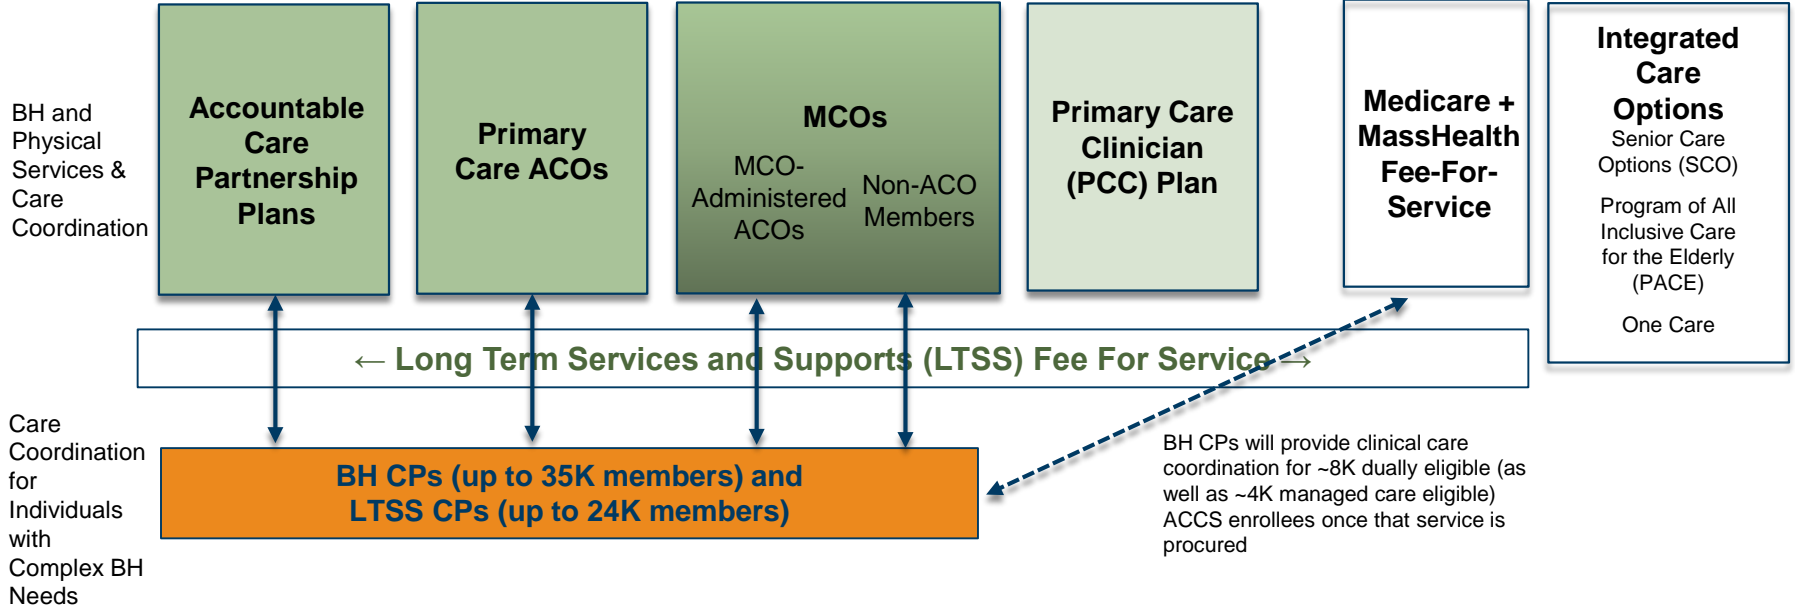 BH and
Physical
Services &
Care
Coordination
Accountable
Care
Partnership
Plans
Primary
Care ACOs
MCOs
MCO-
Administered
ACOs
Non-ACO
Members
Primary Care
Clinician
(PCC) Plan
Medicare +
MassHealth
Fee-For-
Service
Integrated
Care
Options
Senior Care
Options (SCO)
Program of All
Inclusive Care
for the Elderly
(PACE)
One Care
← Long Term Services and Supports (LTSS) Fee For Service →
Care
Coordination
for
Individuals
with
Complex BH
Needs
BH CPs (up to 35K members) and
LTSS CPs (up to 24K members)
BH CPs will provide clinical care
coordination for ~8K dually eligible (as
well as ~4K managed care eligible)
ACCS enrollees once that service is
procured